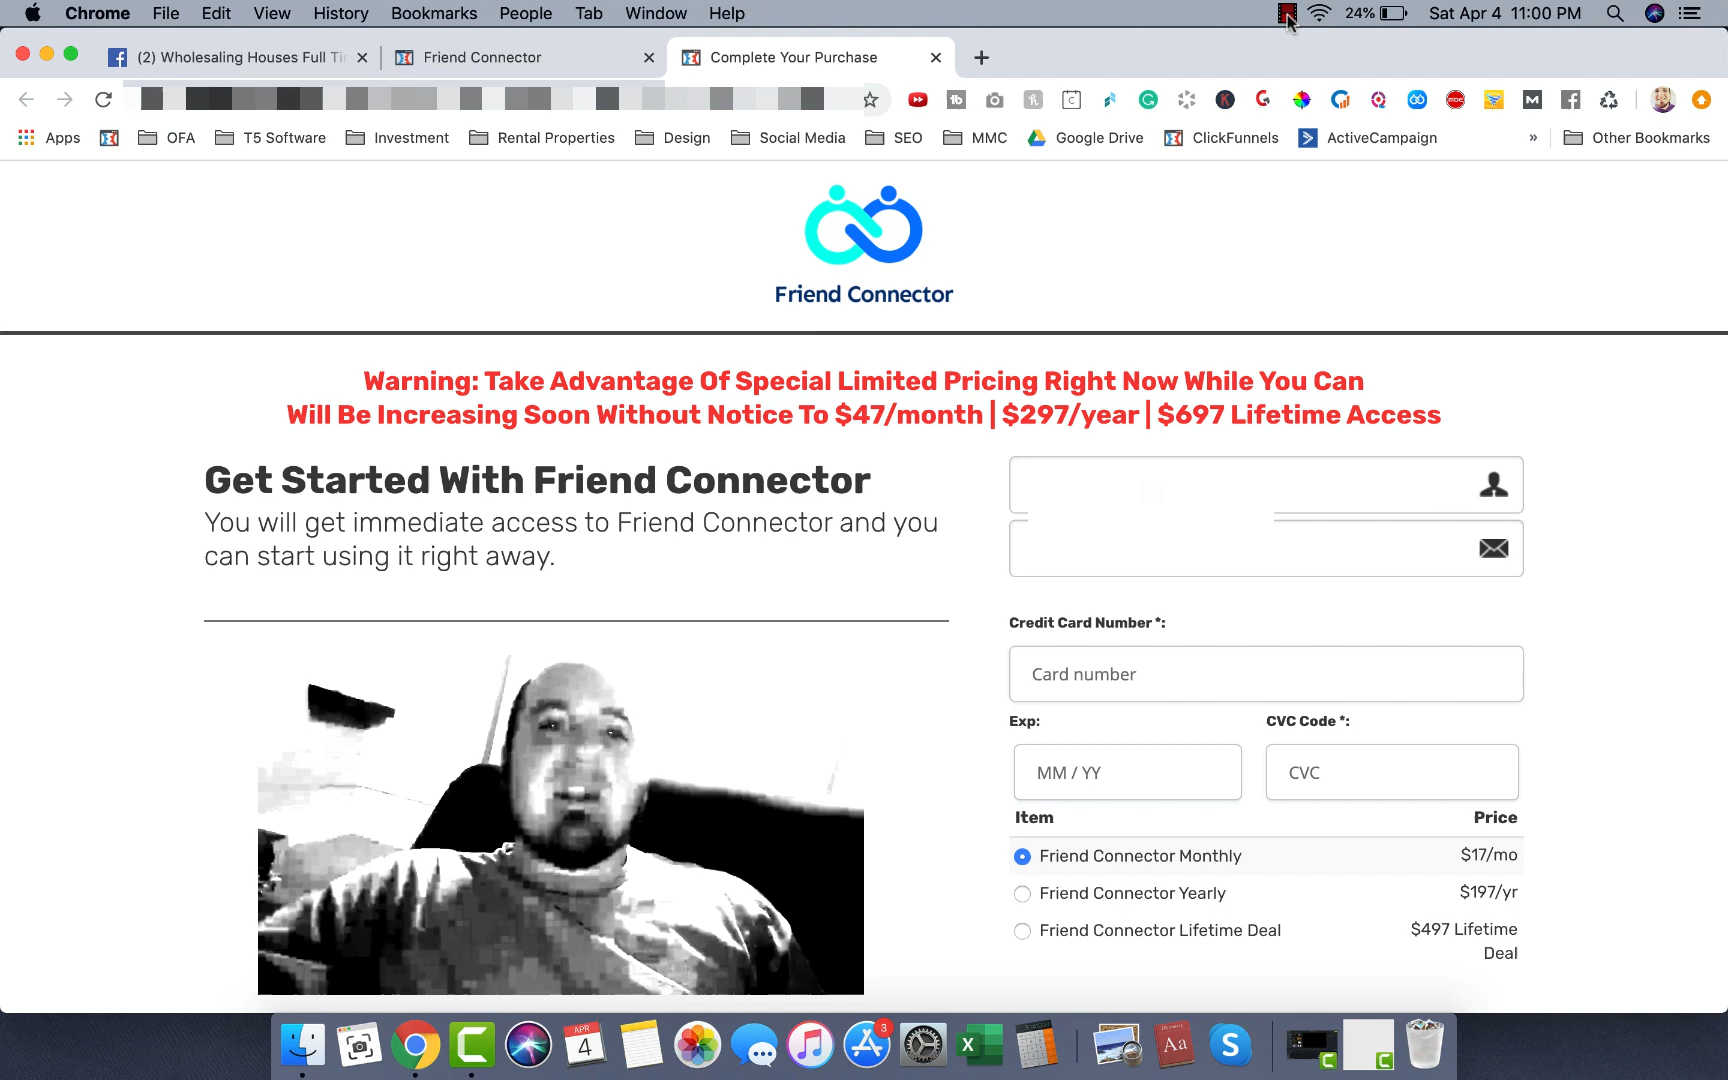 Chrome File Edit View History Bookmarks People Tab Window Help 24% Sat Apr 4 11:00 PM
(2) Wholesaling Houses Full Friend Connector Complete Your Purchase
Apps OFA T5 Software Investment Rental Properties Design Social Media SEO MMC Google Drive ClickFunnels ActiveCampaign » Other Bookmarks
Friend Connector
Warning: Take Advantage Of Special Limited Pricing Right Now While You Can
Will Be Increasing Soon Without Notice To $47/month | $297/year | $697 Lifetime Access
Get Started With Friend Connector
You will get immediate access to Friend Connector and you
can start using it right away.
Credit Card Number *:
Card number
Exp: CVC Code *:
MM / YY CVC
Item Price
Friend Connector Monthly $17/mo
Friend Connector Yearly $197/yr
Friend Connector Lifetime Deal $497 Lifetime
Deal
APR
4
3
Aa